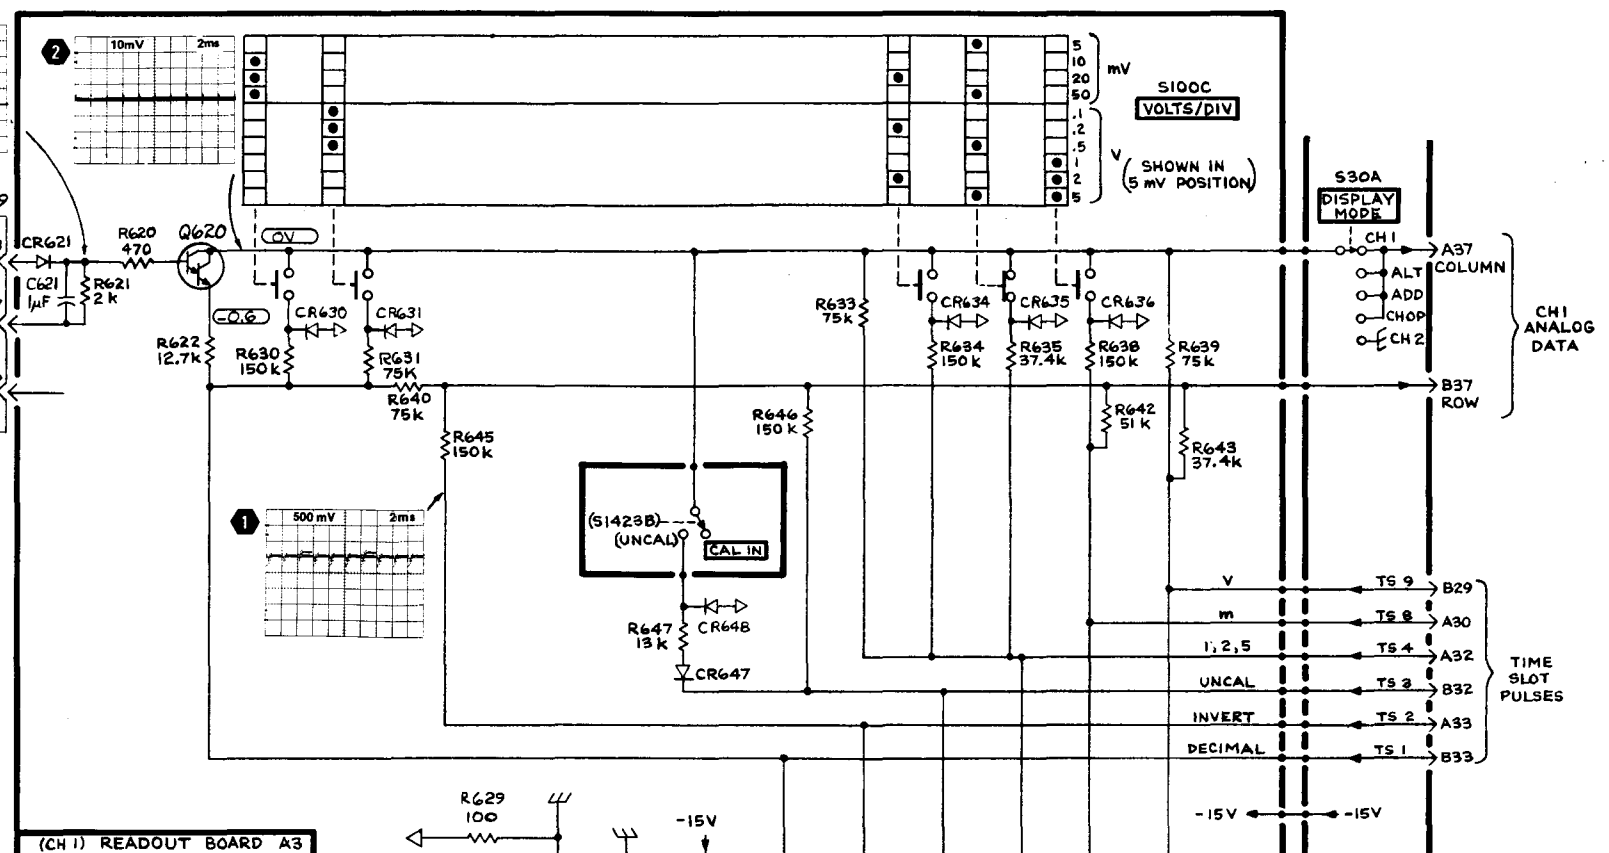 2
10mV 2ms
5
10
20
50
mV
.1
.2
.5
1
2
5
V
S100C
VOLTS/DIV
(SHOWN IN
5 mV POSITION)
S30A
DISPLAY
MODE
CH 1
ALT
ADD
CHOP
CH 2
A37
COLUMN
B37
ROW
CH 1
ANALOG
DATA
CR621
C621
1µF
R621
2 k
R620
470
Q620
0V
-0.6
R622
12.7k
R630
150k
CR630
CR631
R631
75K
R640
75k
R645
150k
R633
75k
CR634
R634
150k
CR635
R635
37.4k
CR636
R638
150k
R639
75k
R646
150 k
R642
51 k
R643
37.4k
1
500 mV 2ms
(S1423B)
(UNCAL)
CAL IN
R647
13 k
CR648
CR647
V TS 9 B29
m TS 8 A30
1, 2, 5 TS 4 A32
UNCAL TS 3 B32
INVERT TS 2 A33
DECIMAL TS 1 B33
TIME
SLOT
PULSES
R629
100
-15V
-15V -15V
(CH 1) READOUT BOARD A3